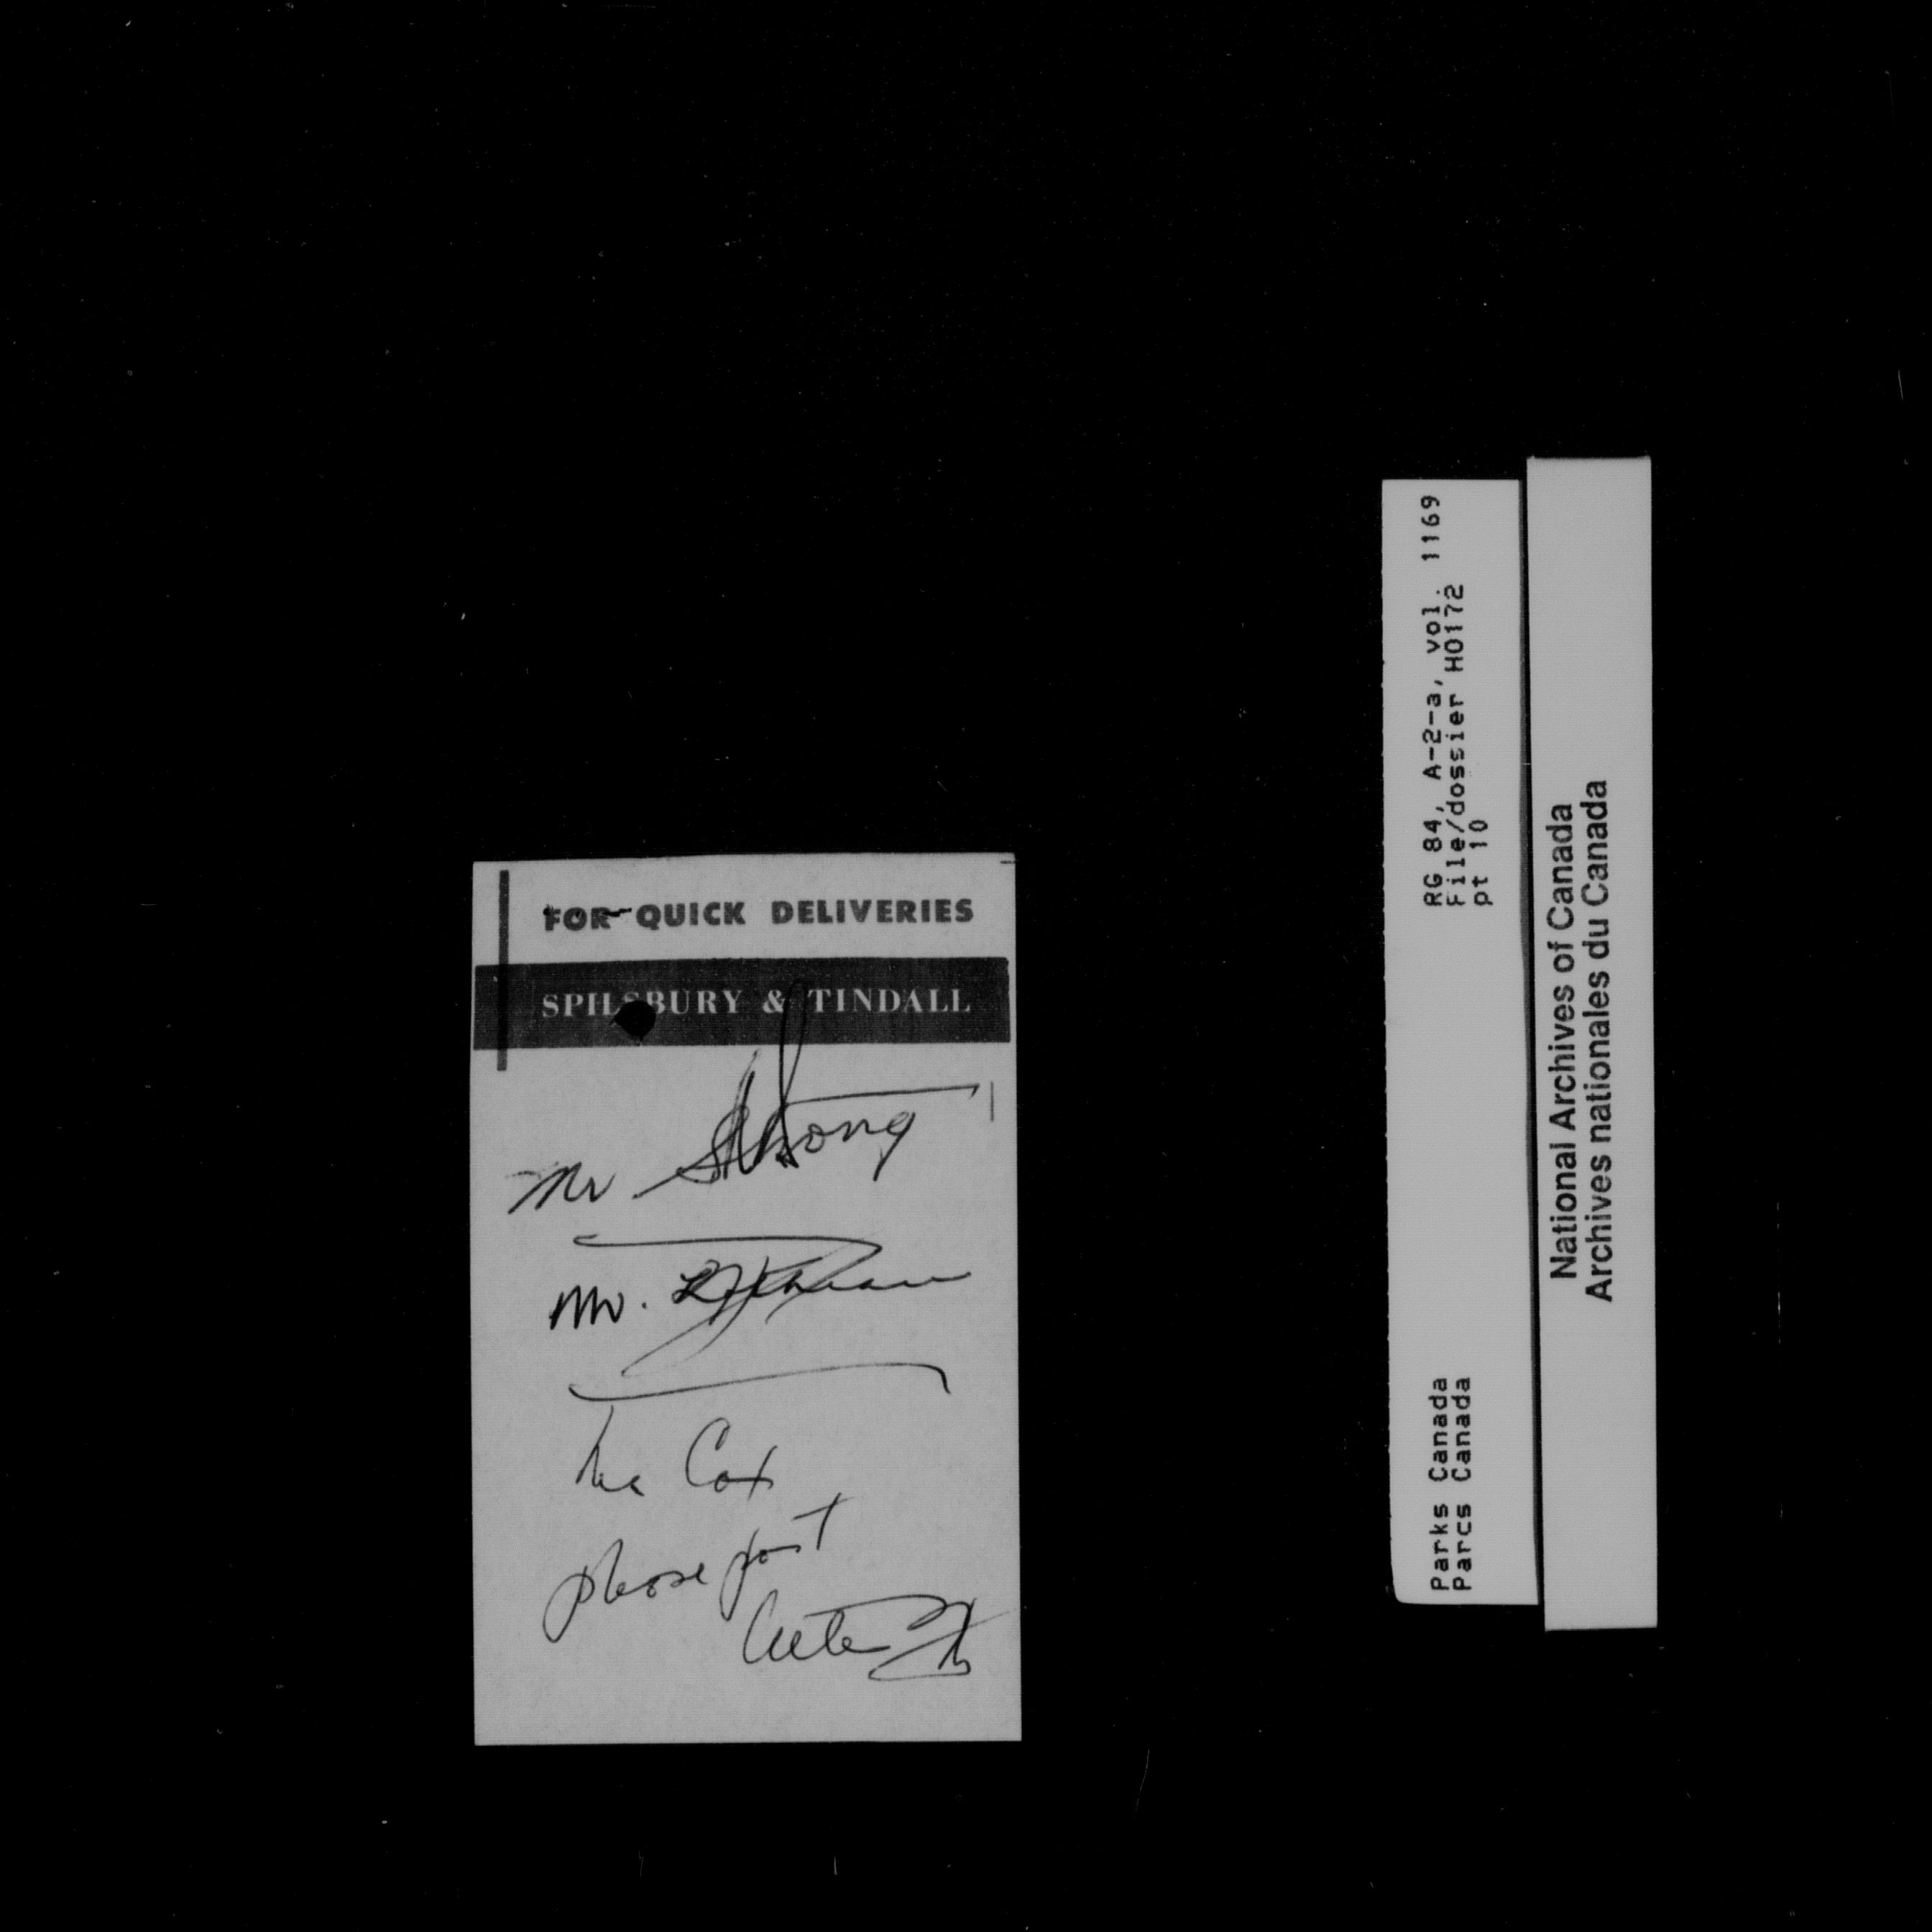 FOR QUICK DELIVERIES
SPILSBURY & TINDALL
Mr. Strong
Mr.
Mr Cox
please post
RG 84, A-2-a, vol. 1169
File/dossier H0172
pt 10
Parks Canada
Parcs Canada
National Archives of Canada
Archives nationales du Canada